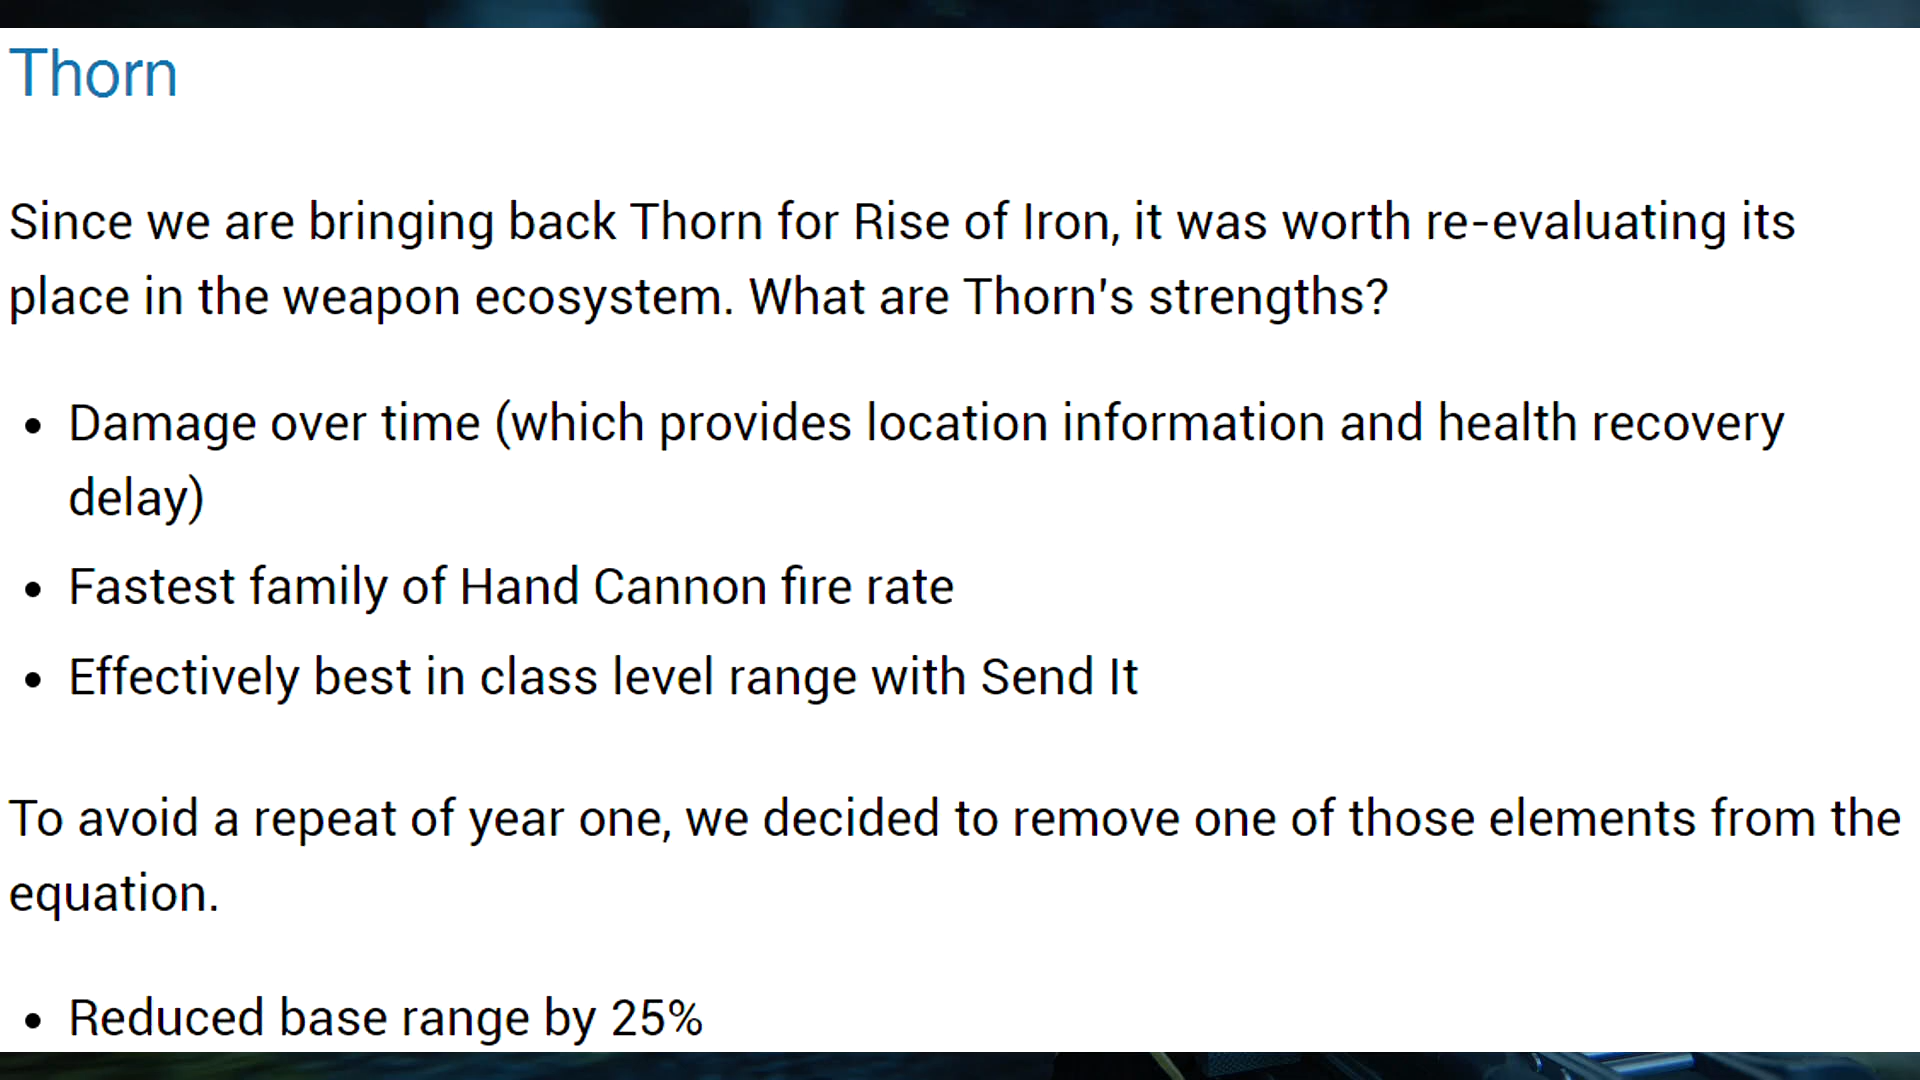 Thorn
Since we are bringing back Thorn for Rise of Iron, it was worth re-evaluating its
place in the weapon ecosystem. What are Thorn's strengths?
• Damage over time (which provides location information and health recovery
delay)
• Fastest family of Hand Cannon fire rate
• Effectively best in class level range with Send It
To avoid a repeat of year one, we decided to remove one of those elements from the
equation.
• Reduced base range by 25%